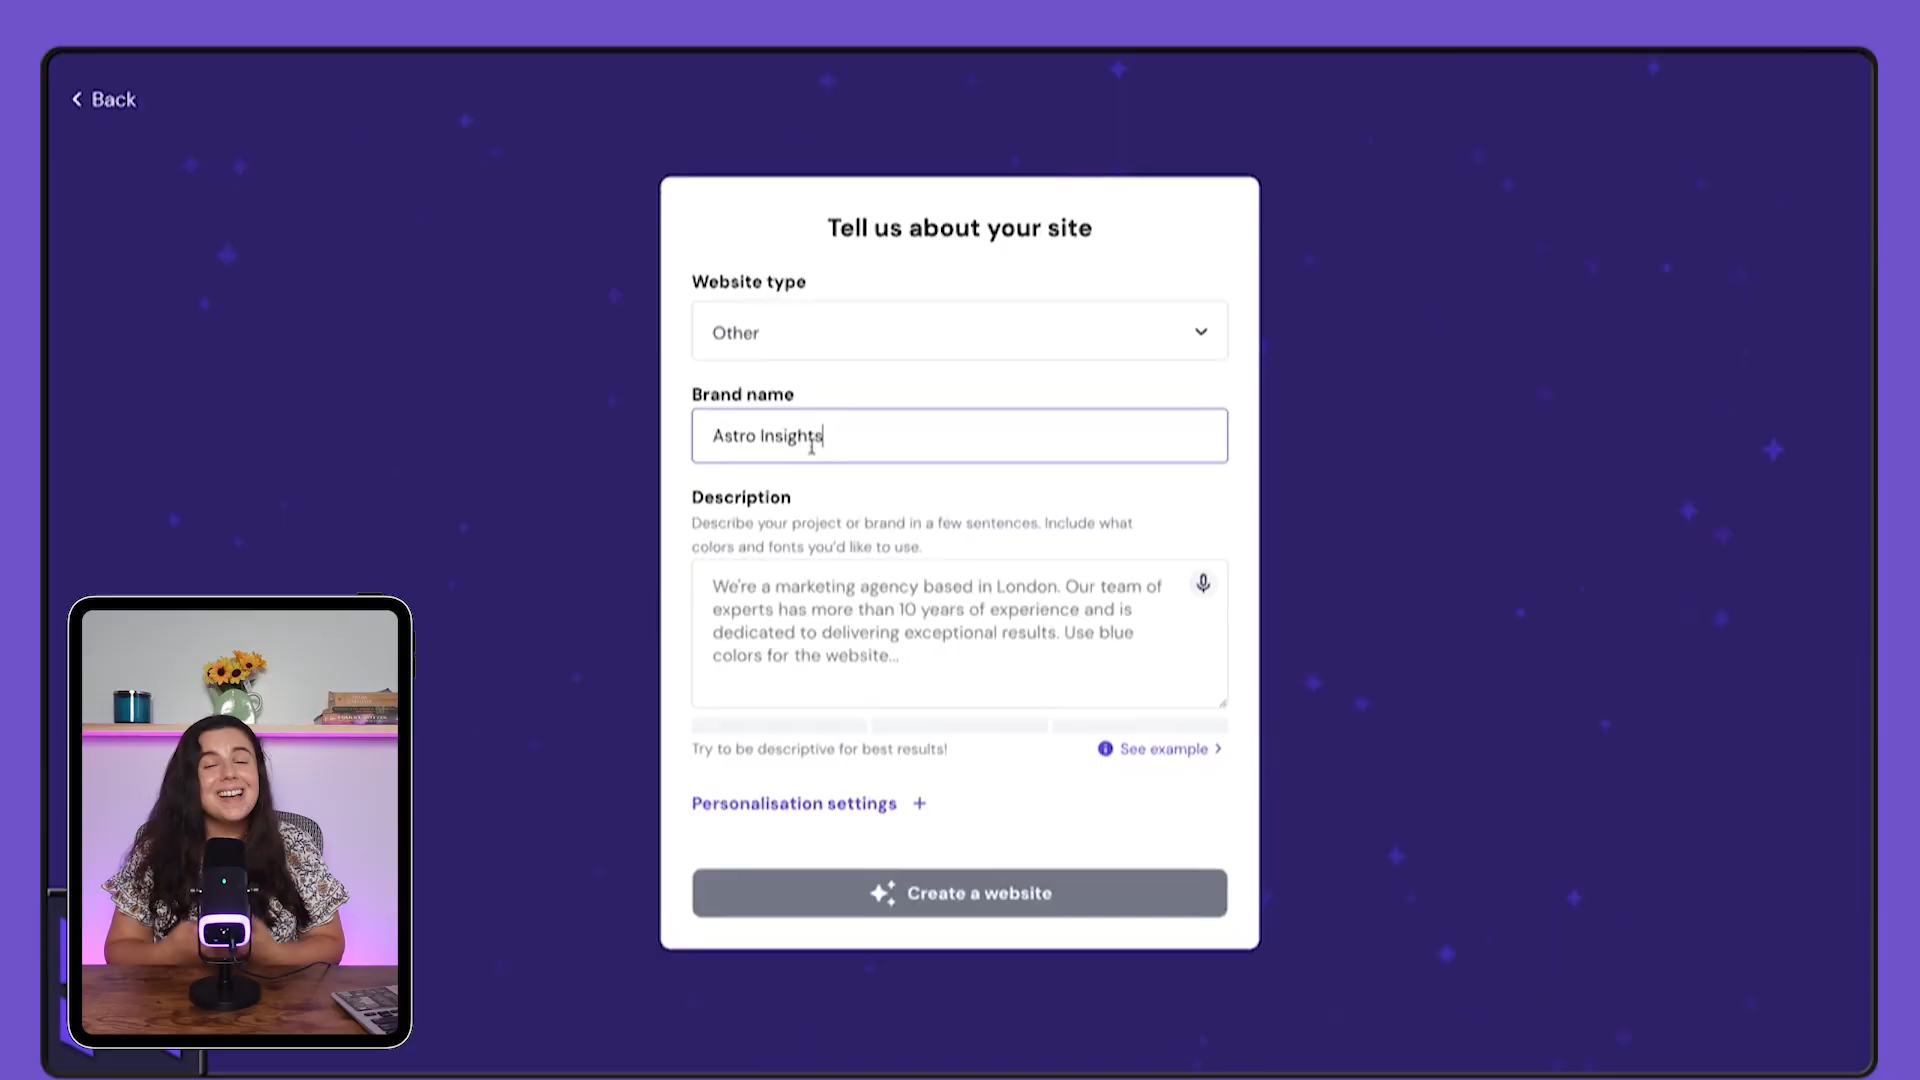 Back
Tell us about your site
Website type
Other
Brand name
Astro Insights
Description
Describe your project or brand in a few sentences. Include what
colors and fonts you'd like to use.
We're a marketing agency based in London. Our team of
experts has more than 10 years of experience and is
dedicated to delivering exceptional results. Use blue
colors for the website...
Try to be descriptive for best results!
See example
Personalisation settings +
Create a website